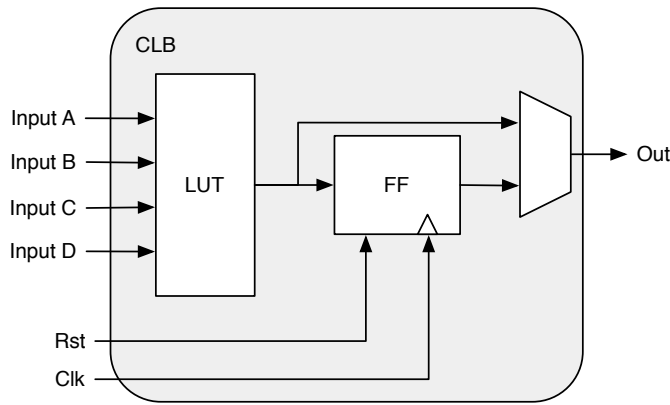 CLB
Input A
Input B
Input C
Input D
LUT
FF
Out
Rst
Clk